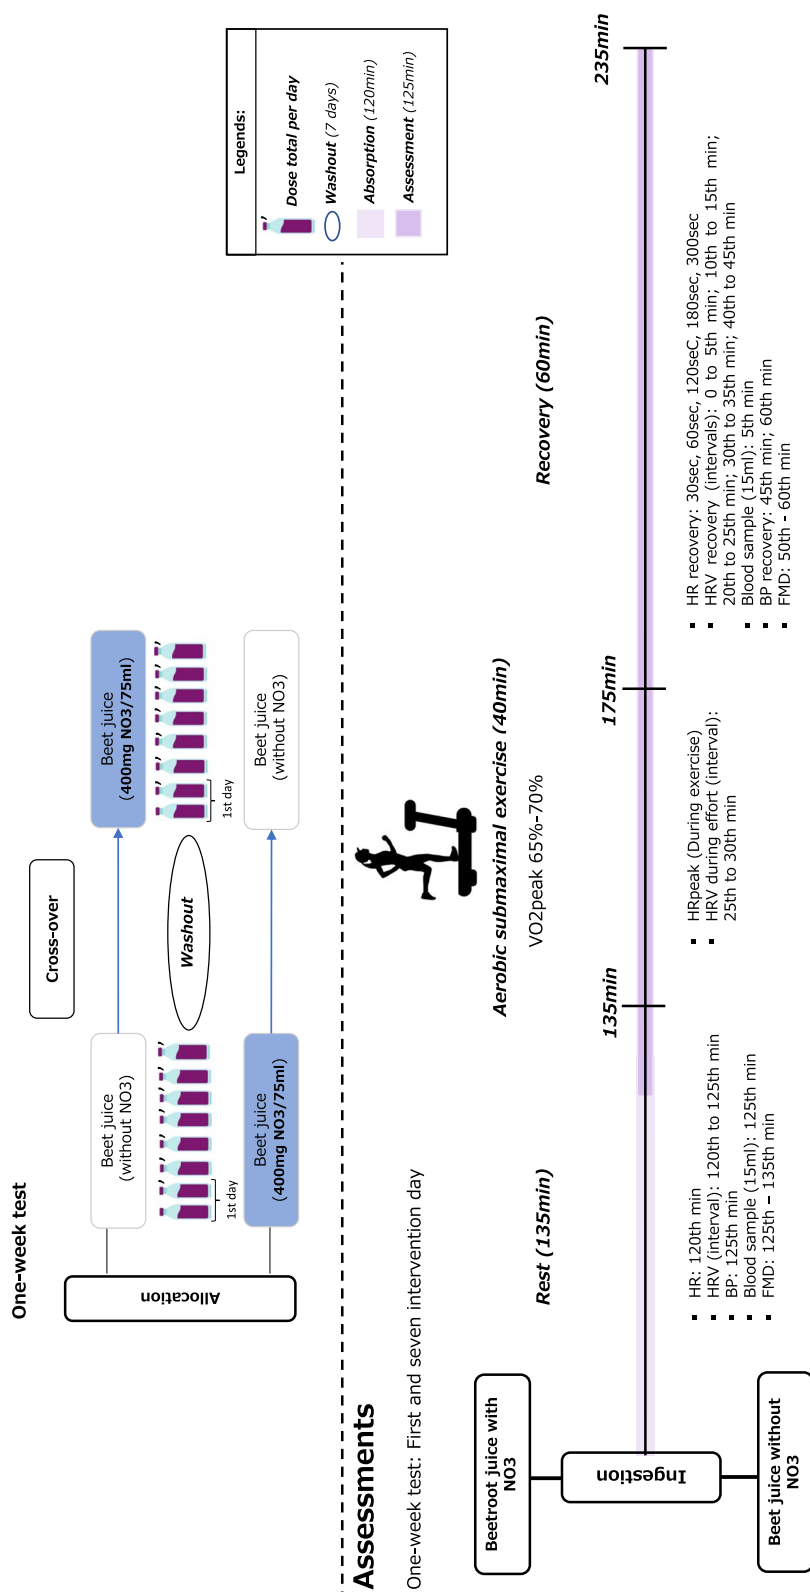 One-week test
Allocation
Beet juice
(without NO3)
1st day
Beet juice
(400mg NO3/75ml)
Cross-over
Washout
Beet juice
(400mg NO3/75ml)
1st day
Beet juice
(without NO3)
Legends:
Dose total per day
Washout (7 days)
Absorption (120min)
Assessment (125min)
Assessments
One-week test: First and seven intervention day
Beetroot juice with
NO3
Ingestion
Beet juice without
NO3
Rest (135min)
▪ HR: 120th min
▪ HRV (interval): 120th to 125th min
▪ BP: 125th min
▪ Blood sample (15ml): 125th min
▪ FMD: 125th – 135th min
Aerobic submaximal exercise (40min)
VO2peak 65%-70%
135min
▪ HRpeak (During exercise)
▪ HRV during effort (interval):
25th to 30th min
175min
Recovery (60min)
▪ HR recovery: 30sec, 60sec, 120seC, 180sec, 300sec
▪ HRV recovery (intervals): 0 to 5th min; 10th to 15th min;
20th to 25th min; 30th to 35th min; 40th to 45th min
▪ Blood sample (15ml): 5th min
▪ BP recovery: 45th min; 60th min
▪ FMD: 50th - 60th min
235min